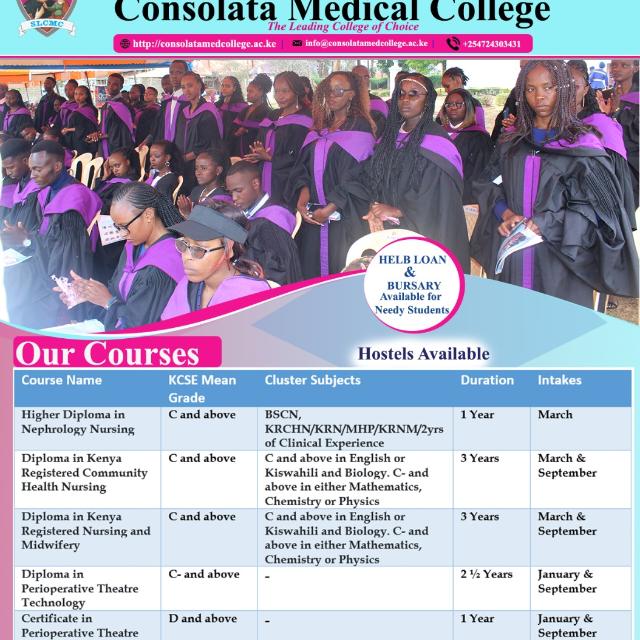 Consolata Medical College
SLCMC
The Leading College of Choice
http://consolatamedcollege.ac.ke | info@consolatamedcollege.ac.ke | +254724303431
HELB LOAN
&
BURSARY
Available for
Needy Students
Our Courses
Hostels Available
Course Name KCSE Mean Grade Cluster Subjects Duration Intakes
Higher Diploma in
Nephrology Nursing
C and above
BSCN,
KRCHN/KRN/MHP/KRNM/2yrs
of Clinical Experience
1 Year
March
Diploma in Kenya
Registered Community
Health Nursing
C and above
C and above in English or
Kiswahili and Biology. C- and
above in either Mathematics,
Chemistry or Physics
3 Years
March &
September
Diploma in Kenya
Registered Nursing and
Midwifery
C and above
C and above in English or
Kiswahili and Biology. C- and
above in either Mathematics,
Chemistry or Physics
3 Years
March &
September
Diploma in
Perioperative Theatre
Technology
C- and above
-
2 ½ Years
January &
September
Certificate in
Perioperative Theatre
D and above
-
1 Year
January &
September